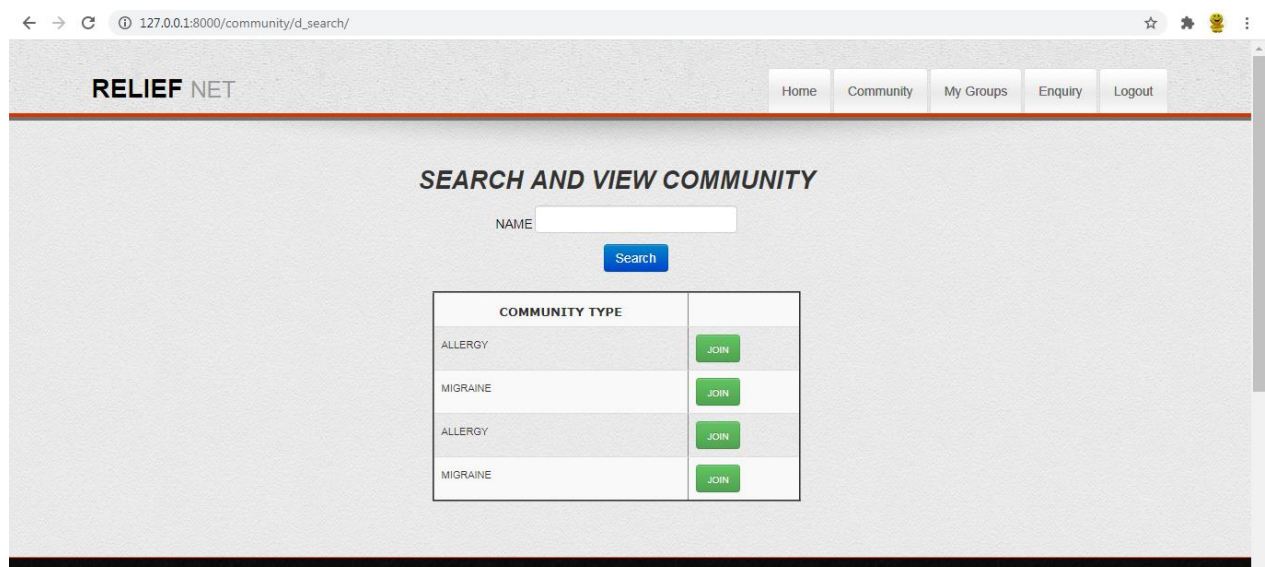 127.0.0.1:8000/community/d_search/
RELIEF NET
Home Community My Groups Enquiry Logout
SEARCH AND VIEW COMMUNITY
NAME
Search
COMMUNITY TYPE
ALLERGY JOIN
MIGRAINE JOIN
ALLERGY JOIN
MIGRAINE JOIN